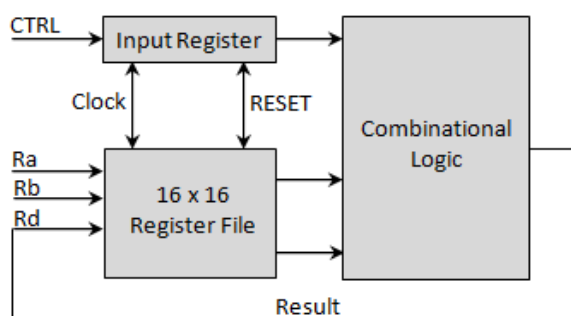 CTRL
Input Register
Clock
RESET
Combinational
Logic
Ra
Rb
Rd
16 x 16
Register File
Result